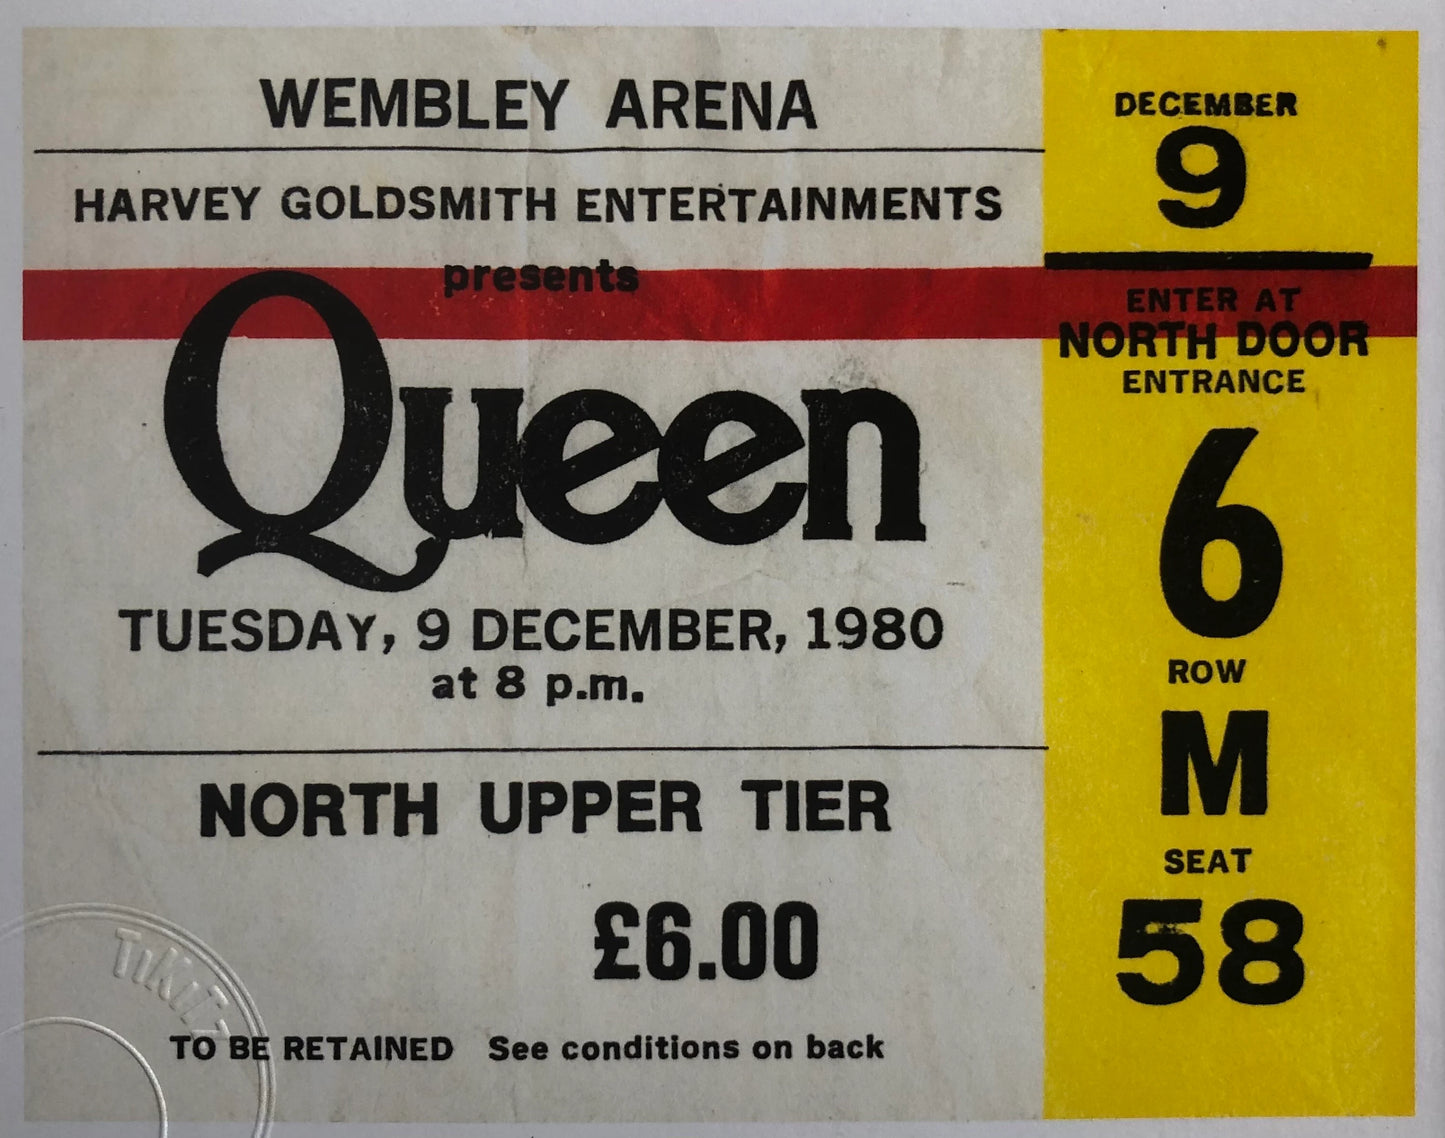 WEMBLEY ARENA
HARVEY GOLDSMITH ENTERTAINMENTS
presents
Queen
TUESDAY, 9 DECEMBER, 1980
at 8 p.m.
NORTH UPPER TIER
£6.00
TO BE RETAINED See conditions on back
TiKiEZ
DECEMBER
9
ENTER AT
NORTH DOOR
ENTRANCE
6
ROW
M
SEAT
58